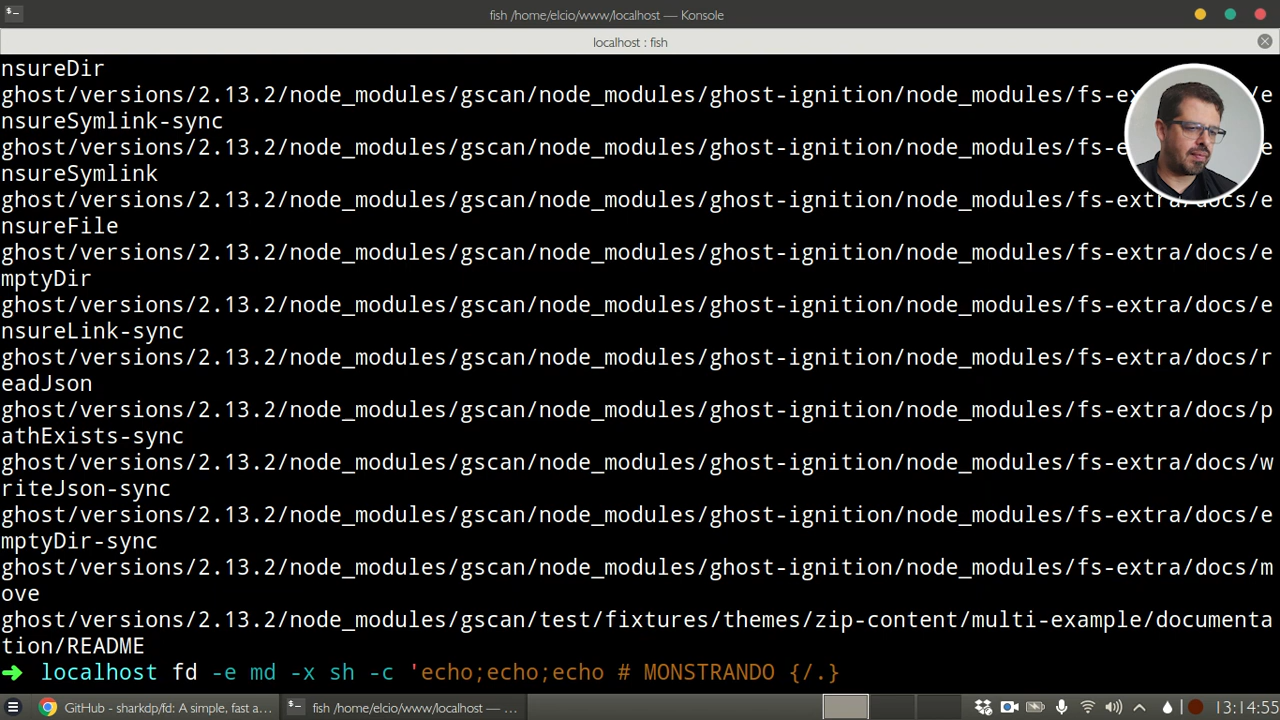 fish /home/elcio/www/localhost — Konsole
localhost : fish
nsureDir
ghost/versions/2.13.2/node_modules/gscan/node_modules/ghost-ignition/node_modules/fs-ex /e
nsureSymlink-sync
ghost/versions/2.13.2/node_modules/gscan/node_modules/ghost-ignition/node_modules/fs-e e
nsureSymlink
ghost/versions/2.13.2/node_modules/gscan/node_modules/ghost-ignition/node_modules/fs-extra/docs/e
nsureFile
ghost/versions/2.13.2/node_modules/gscan/node_modules/ghost-ignition/node_modules/fs-extra/docs/e
mptyDir
ghost/versions/2.13.2/node_modules/gscan/node_modules/ghost-ignition/node_modules/fs-extra/docs/e
nsureLink-sync
ghost/versions/2.13.2/node_modules/gscan/node_modules/ghost-ignition/node_modules/fs-extra/docs/r
eadJson
ghost/versions/2.13.2/node_modules/gscan/node_modules/ghost-ignition/node_modules/fs-extra/docs/p
athExists-sync
ghost/versions/2.13.2/node_modules/gscan/node_modules/ghost-ignition/node_modules/fs-extra/docs/w
riteJson-sync
ghost/versions/2.13.2/node_modules/gscan/node_modules/ghost-ignition/node_modules/fs-extra/docs/e
mptyDir-sync
ghost/versions/2.13.2/node_modules/gscan/node_modules/ghost-ignition/node_modules/fs-extra/docs/m
ove
ghost/versions/2.13.2/node_modules/gscan/test/fixtures/themes/zip-content/multi-example/documenta
tion/README
➜ localhost fd -e md -x sh -c 'echo;echo;echo # MONSTRANDO {/.}
GitHub - sharkdp/fd: A simple, fast a...
fish /home/elcio/www/localhost — ...
13:14:55